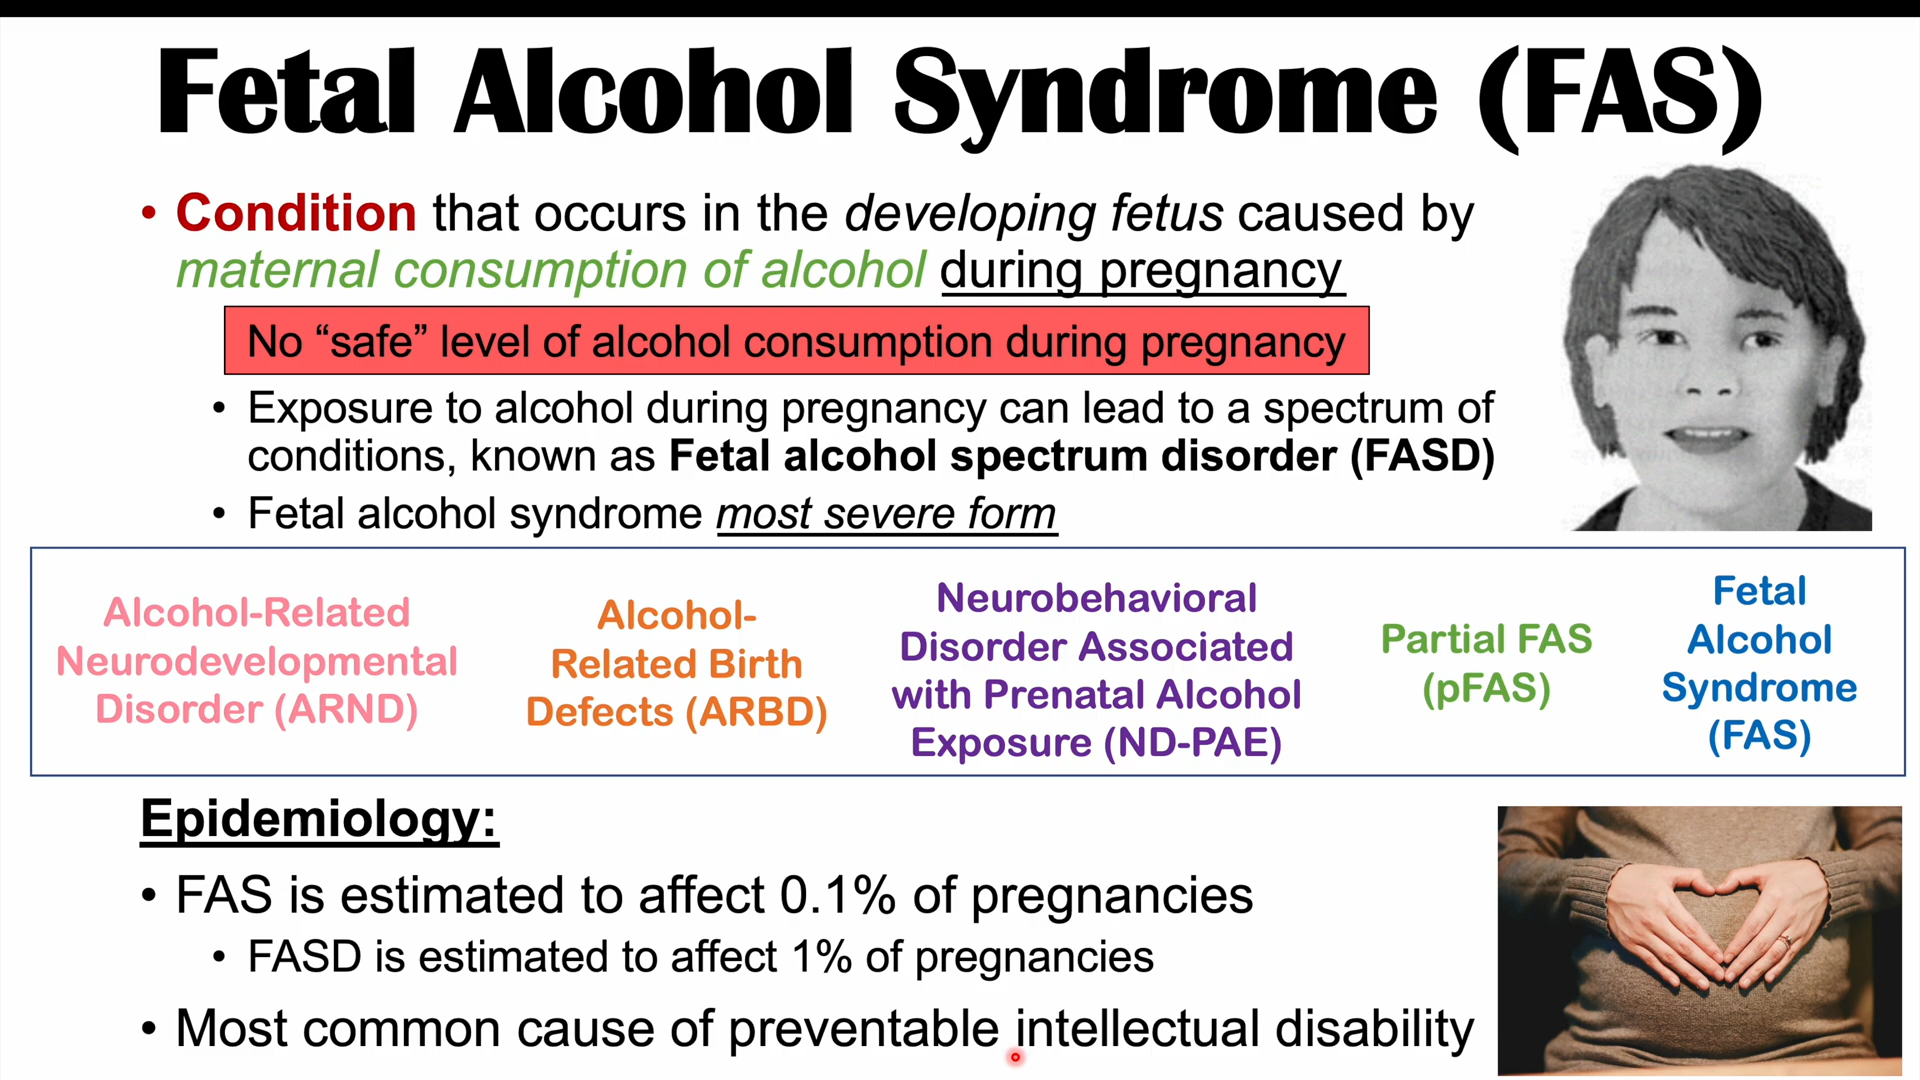 Fetal Alcohol Syndrome (FAS)
• Condition that occurs in the developing fetus caused by
maternal consumption of alcohol during pregnancy
No “safe” level of alcohol consumption during pregnancy
• Exposure to alcohol during pregnancy can lead to a spectrum of
conditions, known as Fetal alcohol spectrum disorder (FASD)
• Fetal alcohol syndrome most severe form
Alcohol-Related
Neurodevelopmental
Disorder (ARND)
Alcohol-
Related Birth
Defects (ARBD)
Neurobehavioral
Disorder Associated
with Prenatal Alcohol
Exposure (ND-PAE)
Partial FAS
(pFAS)
Fetal
Alcohol
Syndrome
(FAS)
Epidemiology:
• FAS is estimated to affect 0.1% of pregnancies
• FASD is estimated to affect 1% of pregnancies
• Most common cause of preventable intellectual disability